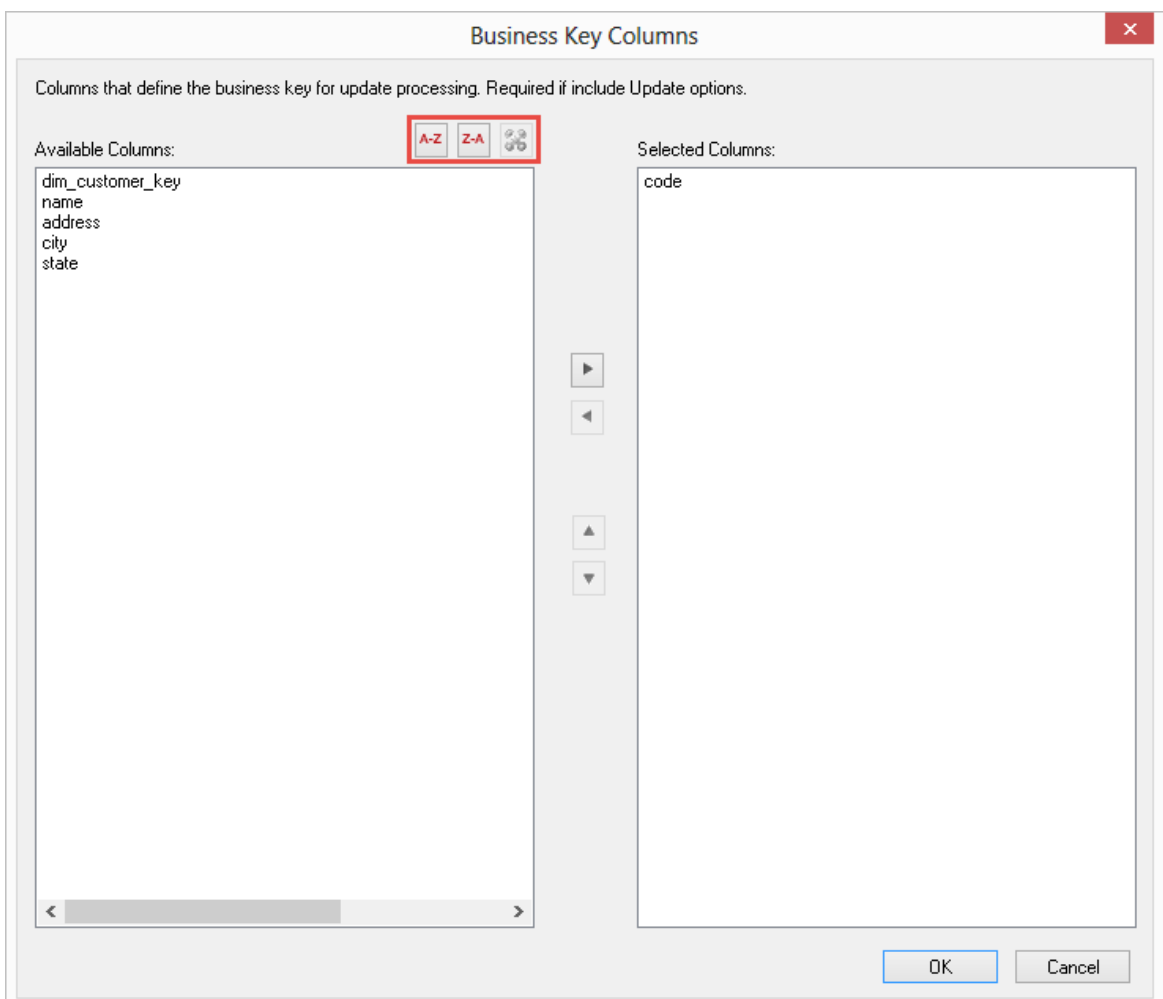 Business Key Columns
Columns that define the business key for update processing. Required if include Update options.
A-Z Z-A
Available Columns:
Selected Columns:
dim_customer_key
name
address
city
state
code
OK Cancel